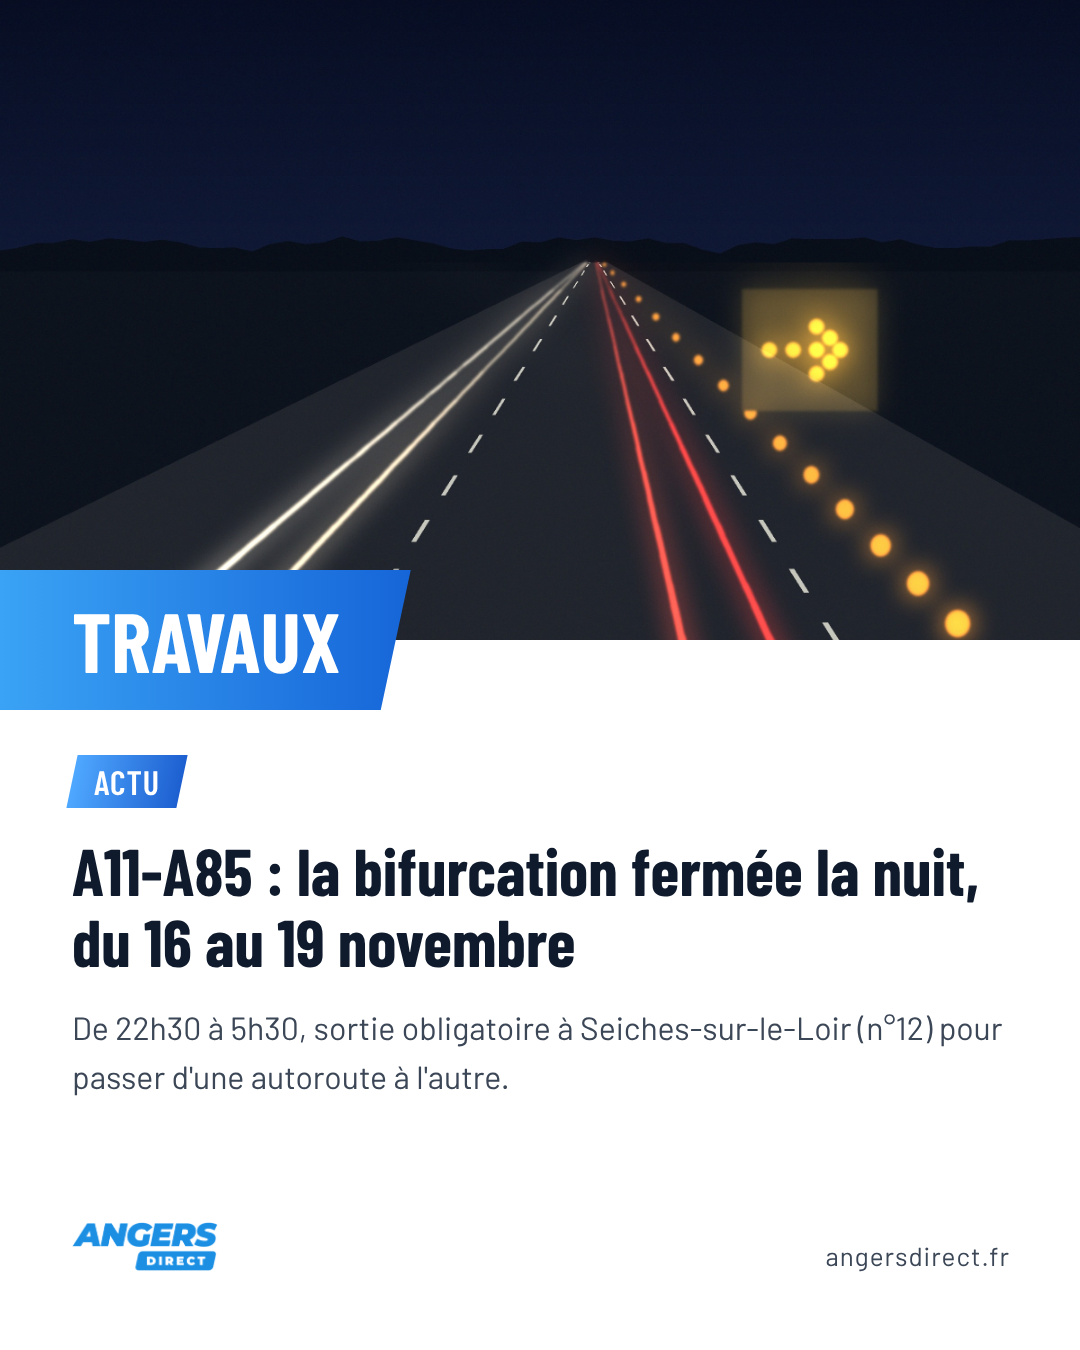 TRAVAUX
ACTU
A11-A85 : la bifurcation fermée la nuit,
du 16 au 19 novembre
De 22h30 à 5h30, sortie obligatoire à Seiches-sur-le-Loir (n°12) pour
passer d'une autoroute à l'autre.
ANGERS
DIRECT
angersdirect.fr